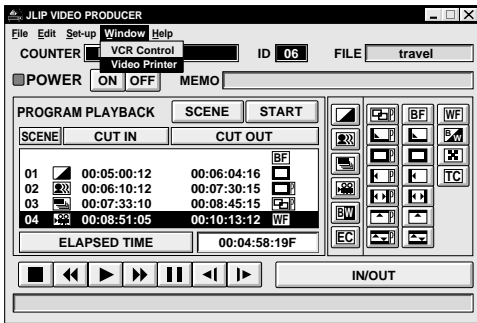 JLIP VIDEO PRODUCER
File Edit Set-up Window Help
VCR Control
Video Printer
COUNTER ID 06 FILE travel
POWER ON OFF MEMO
PROGRAM PLAYBACK SCENE START
SCENE CUT IN CUT OUT
BF
01 00:05:00:12 00:06:04:16
02 00:06:10:12 00:07:30:15 P
03 00:07:33:10 00:08:45:15 P
04 00:08:51:05 00:10:13:12 WF
ELAPSED TIME 00:04:58:19F
P BF WF
P B/W
P
P TC
P
BW P
EC P
IN/OUT